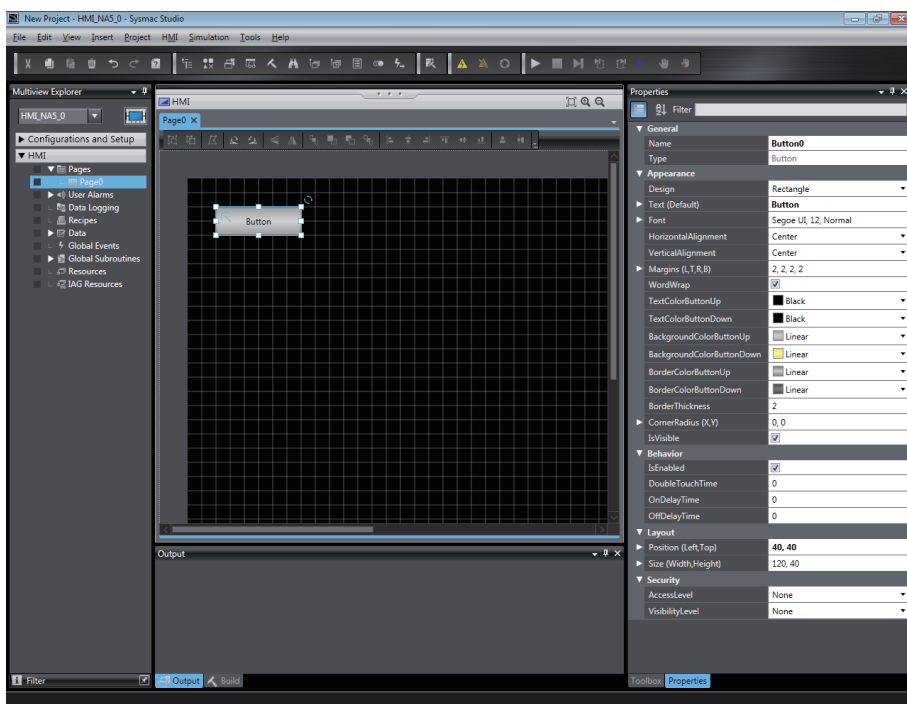 New Project - HMI_NA5_0 - Sysmac Studio
File Edit View Insert Project HMI Simulation Tools Help
Multiview Explorer
HMI_NA5_0
Configurations and Setup
HMI
Pages
Page0
User Alarms
Data Logging
Recipes
Data
Global Events
Global Subroutines
Resources
IAG Resources
Filter
HMI
Page0
Button
Output
Output Build
Properties
Filter
General
Name Button0
Type Button
Appearance
Design Rectangle
Text (Default) Button
Font Segoe UI, 12, Normal
HorizontalAlignment Center
VerticalAlignment Center
Margins (L,T,R,B) 2, 2, 2, 2
WordWrap
TextColorButtonUp Black
TextColorButtonDown Black
BackgroundColorButtonUp Linear
BackgroundColorButtonDown Linear
BorderColorButtonUp Linear
BorderColorButtonDown Linear
BorderThickness 2
CornerRadius (X,Y) 0, 0
IsVisible
Behavior
IsEnabled
DoubleTouchTime 0
OnDelayTime 0
OffDelayTime 0
Layout
Position (Left,Top) 40, 40
Size (Width,Height) 120, 40
Security
AccessLevel None
VisibilityLevel None
Toolbox Properties